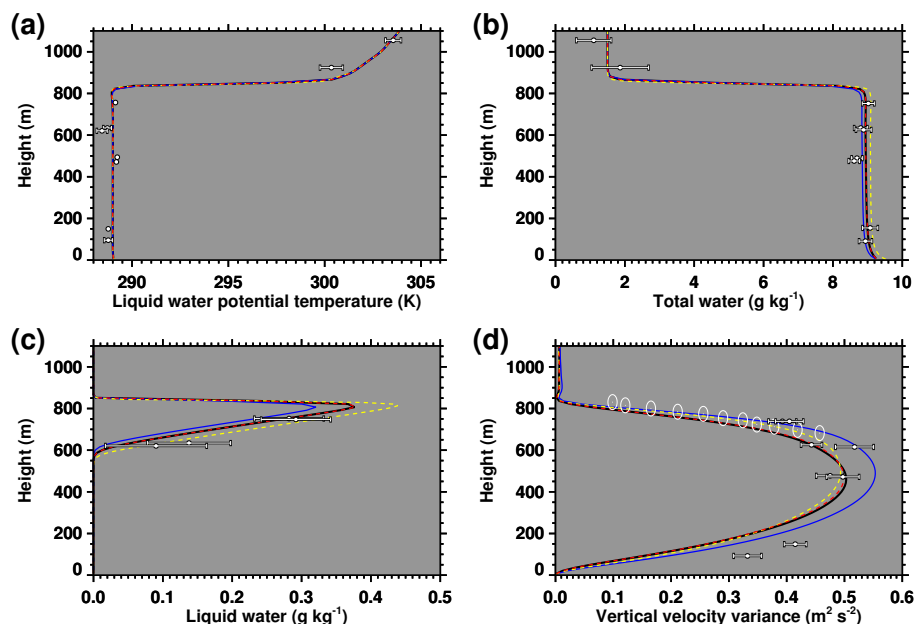 (a)
1000
800
600
400
200
0
Height (m)
290 295 300 305
Liquid water potential temperature (K)
(b)
1000
800
600
400
200
0
Height (m)
0 2 4 6 8 10
Total water (g kg-1)
(c)
1000
800
600
400
200
0
Height (m)
0.0 0.1 0.2 0.3 0.4 0.5
Liquid water (g kg-1)
(d)
1000
800
600
400
200
0
Height (m)
0.0 0.1 0.2 0.3 0.4 0.5 0.6
Vertical velocity variance (m2 s-2)